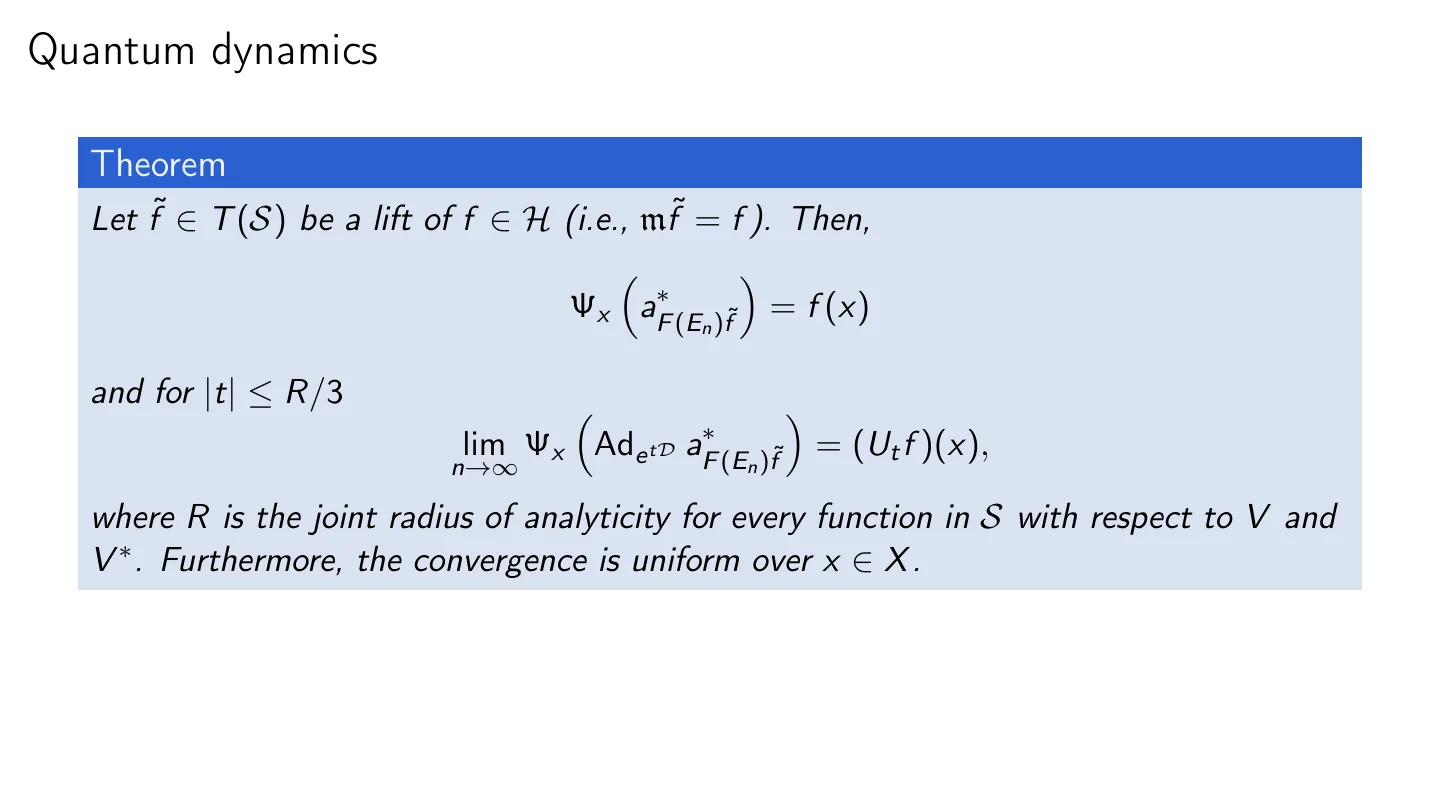 Quantum dynamics
Theorem
Let f̃ ∈ T(𝒮) be a lift of f ∈ ℋ (i.e., 𝔪f̃ = f). Then,
Ψ_x (a*_{F(E_n)f̃}) = f(x)
and for |t| ≤ R/3
lim_{n→∞} Ψ_x (Ad_{e^{t𝒟}} a*_{F(E_n)f̃}) = (U_t f)(x),
where R is the joint radius of analyticity for every function in 𝒮 with respect to V and
V*. Furthermore, the convergence is uniform over x ∈ X.